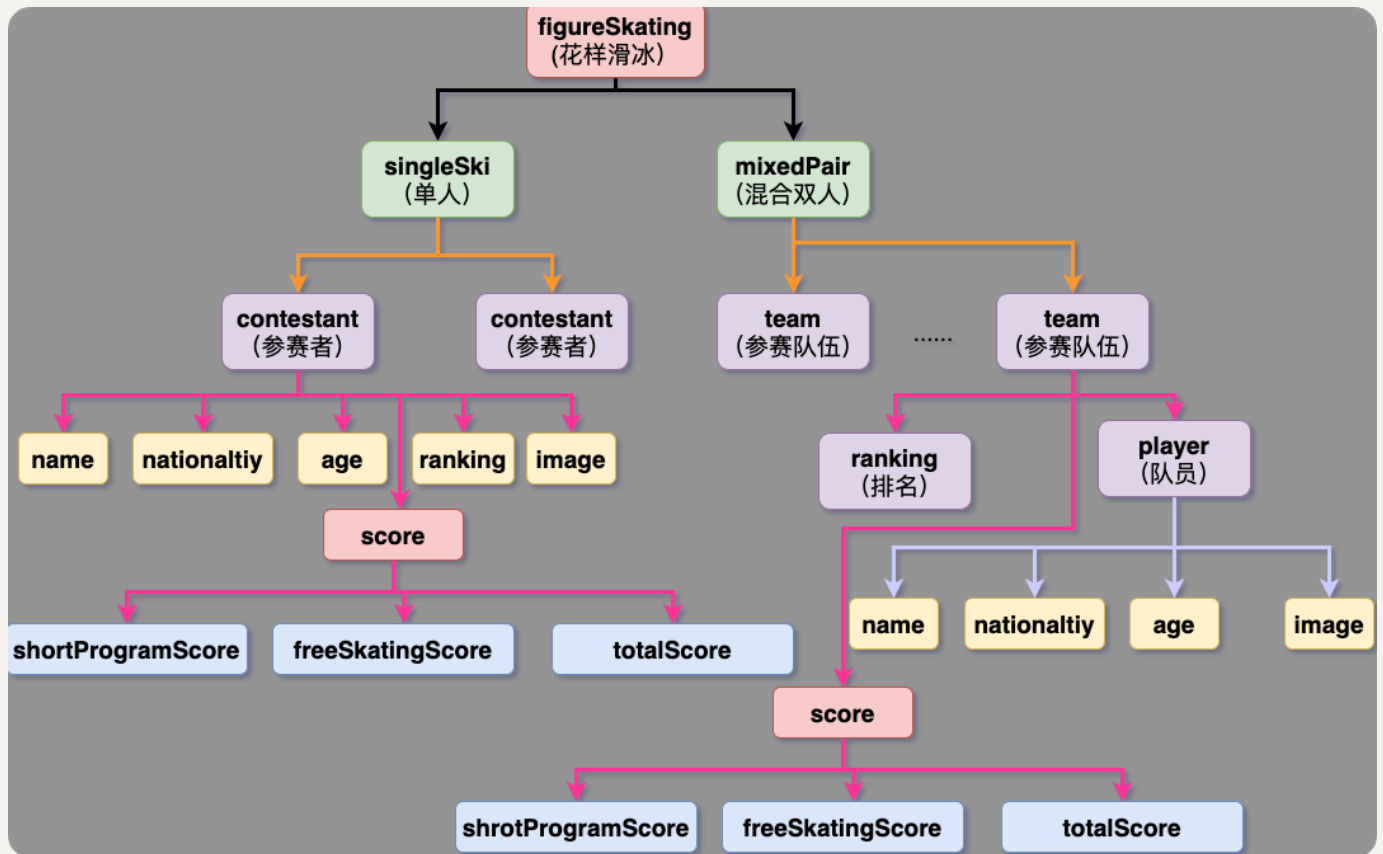 figureSkating
(花样滑冰）
singleSki
（单人）
mixedPair
（混合双人）
contestant
（参赛者）
contestant
（参赛者）
team
（参赛队伍）
......
team
（参赛队伍）
name
nationaltiy
age
ranking
image
ranking
（排名）
player
（队员）
score
name
nationaltiy
age
image
shortProgramScore
freeSkatingScore
totalScore
score
shrotProgramScore
freeSkatingScore
totalScore